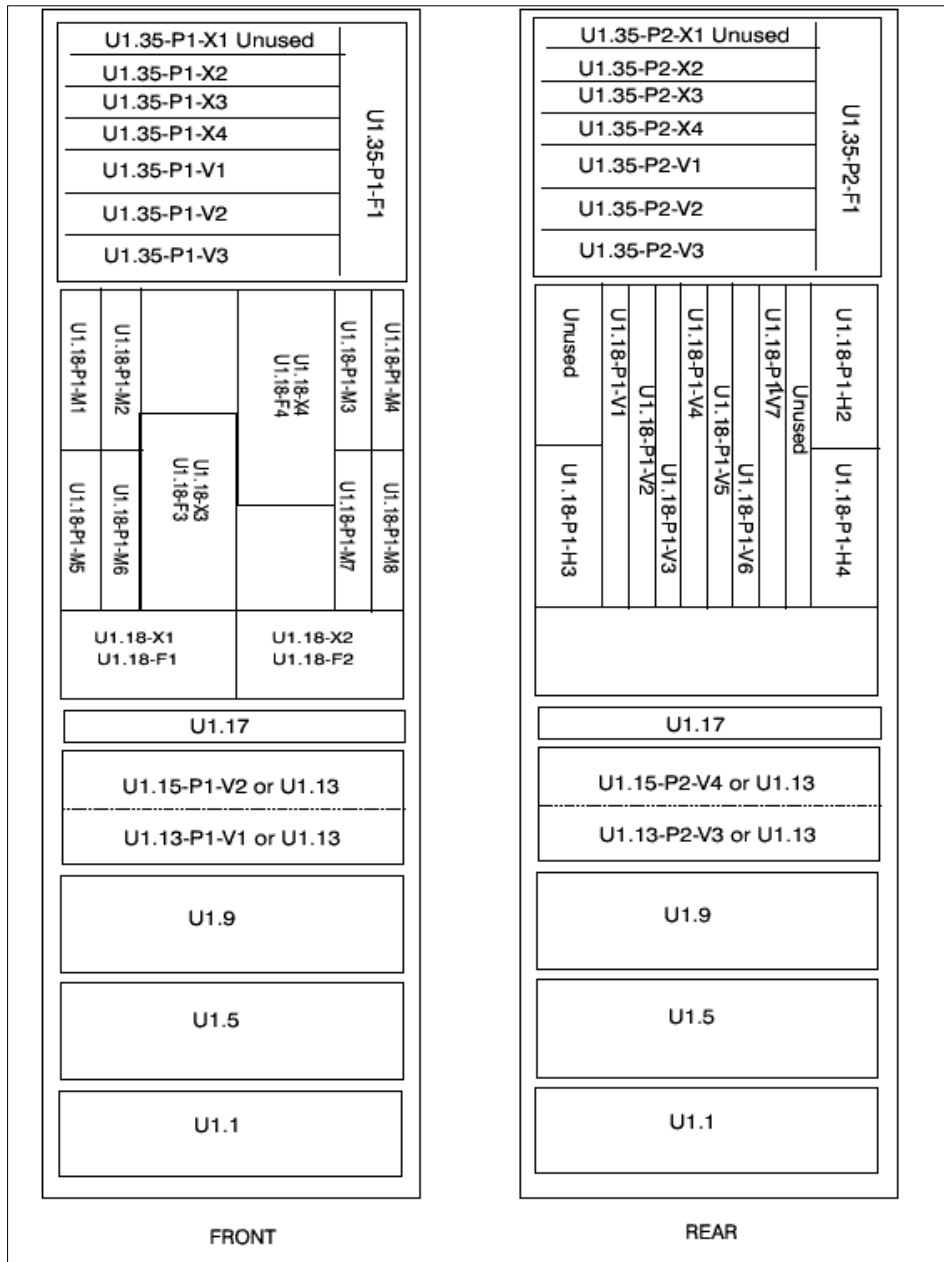 U1.35-P1-X1 Unused
U1.35-P1-X2
U1.35-P1-X3
U1.35-P1-X4
U1.35-P1-V1
U1.35-P1-V2
U1.35-P1-V3
U1.35-P1-F1
U1.18-P1-M1
U1.18-P1-M2
U1.18-X4
U1.18-F4
U1.18-P1-M3
U1.18-P1-M4
U1.18-P1-M5
U1.18-P1-M6
U1.18-X3
U1.18-F3
U1.18-P1-M7
U1.18-P1-M8
U1.18-X1
U1.18-F1
U1.18-X2
U1.18-F2
U1.17
U1.15-P1-V2 or U1.13
U1.13-P1-V1 or U1.13
U1.9
U1.5
U1.1
FRONT
U1.35-P2-X1 Unused
U1.35-P2-X2
U1.35-P2-X3
U1.35-P2-X4
U1.35-P2-V1
U1.35-P2-V2
U1.35-P2-V3
U1.35-P2-F1
Unused
U1.18-P1-H3
U1.18-P1-V1
U1.18-P1-V2
U1.18-P1-V3
U1.18-P1-V4
U1.18-P1-V5
U1.18-P1-V6
U1.18-P1-V7
Unused
U1.18-P1-H2
U1.18-P1-H4
U1.17
U1.15-P2-V4 or U1.13
U1.13-P2-V3 or U1.13
U1.9
U1.5
U1.1
REAR